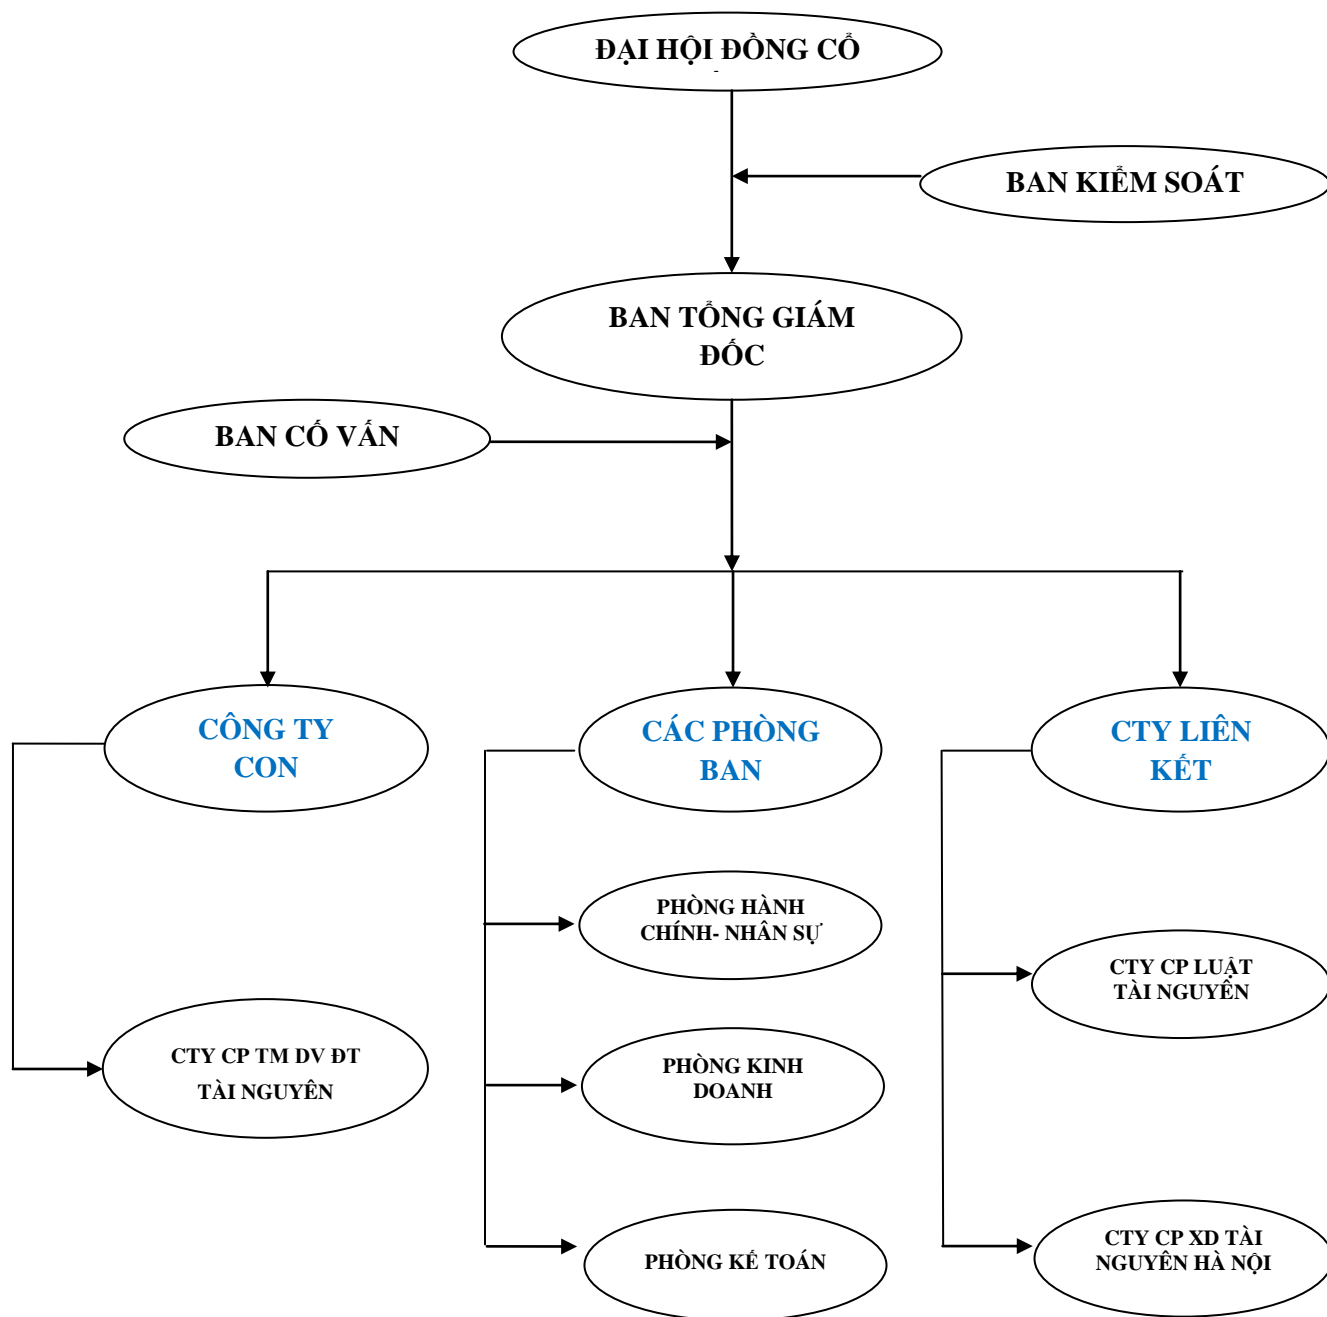 ĐẠI HỘI ĐỒNG CỔ
BAN KIỂM SOÁT
BAN TỔNG GIÁM
ĐỐC
BAN CỐ VẤN
CÔNG TY
CON
CÁC PHÒNG
BAN
CTY LIÊN
KẾT
PHÒNG HÀNH
CHÍNH- NHÂN SỰ
CTY CP LUẬT
TÀI NGUYÊN
CTY CP TM DV ĐT
TÀI NGUYÊN
PHÒNG KINH
DOANH
PHÒNG KẾ TOÁN
CTY CP XD TÀI
NGUYÊN HÀ NỘI